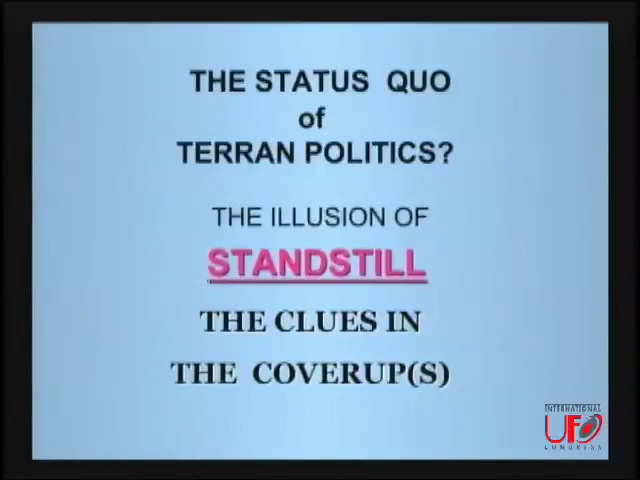 THE STATUS QUO
of
TERRAN POLITICS?
THE ILLUSION OF
STANDSTILL
THE CLUES IN
THE COVERUP(S)
INTERNATIONAL
UFO
CONGRESS